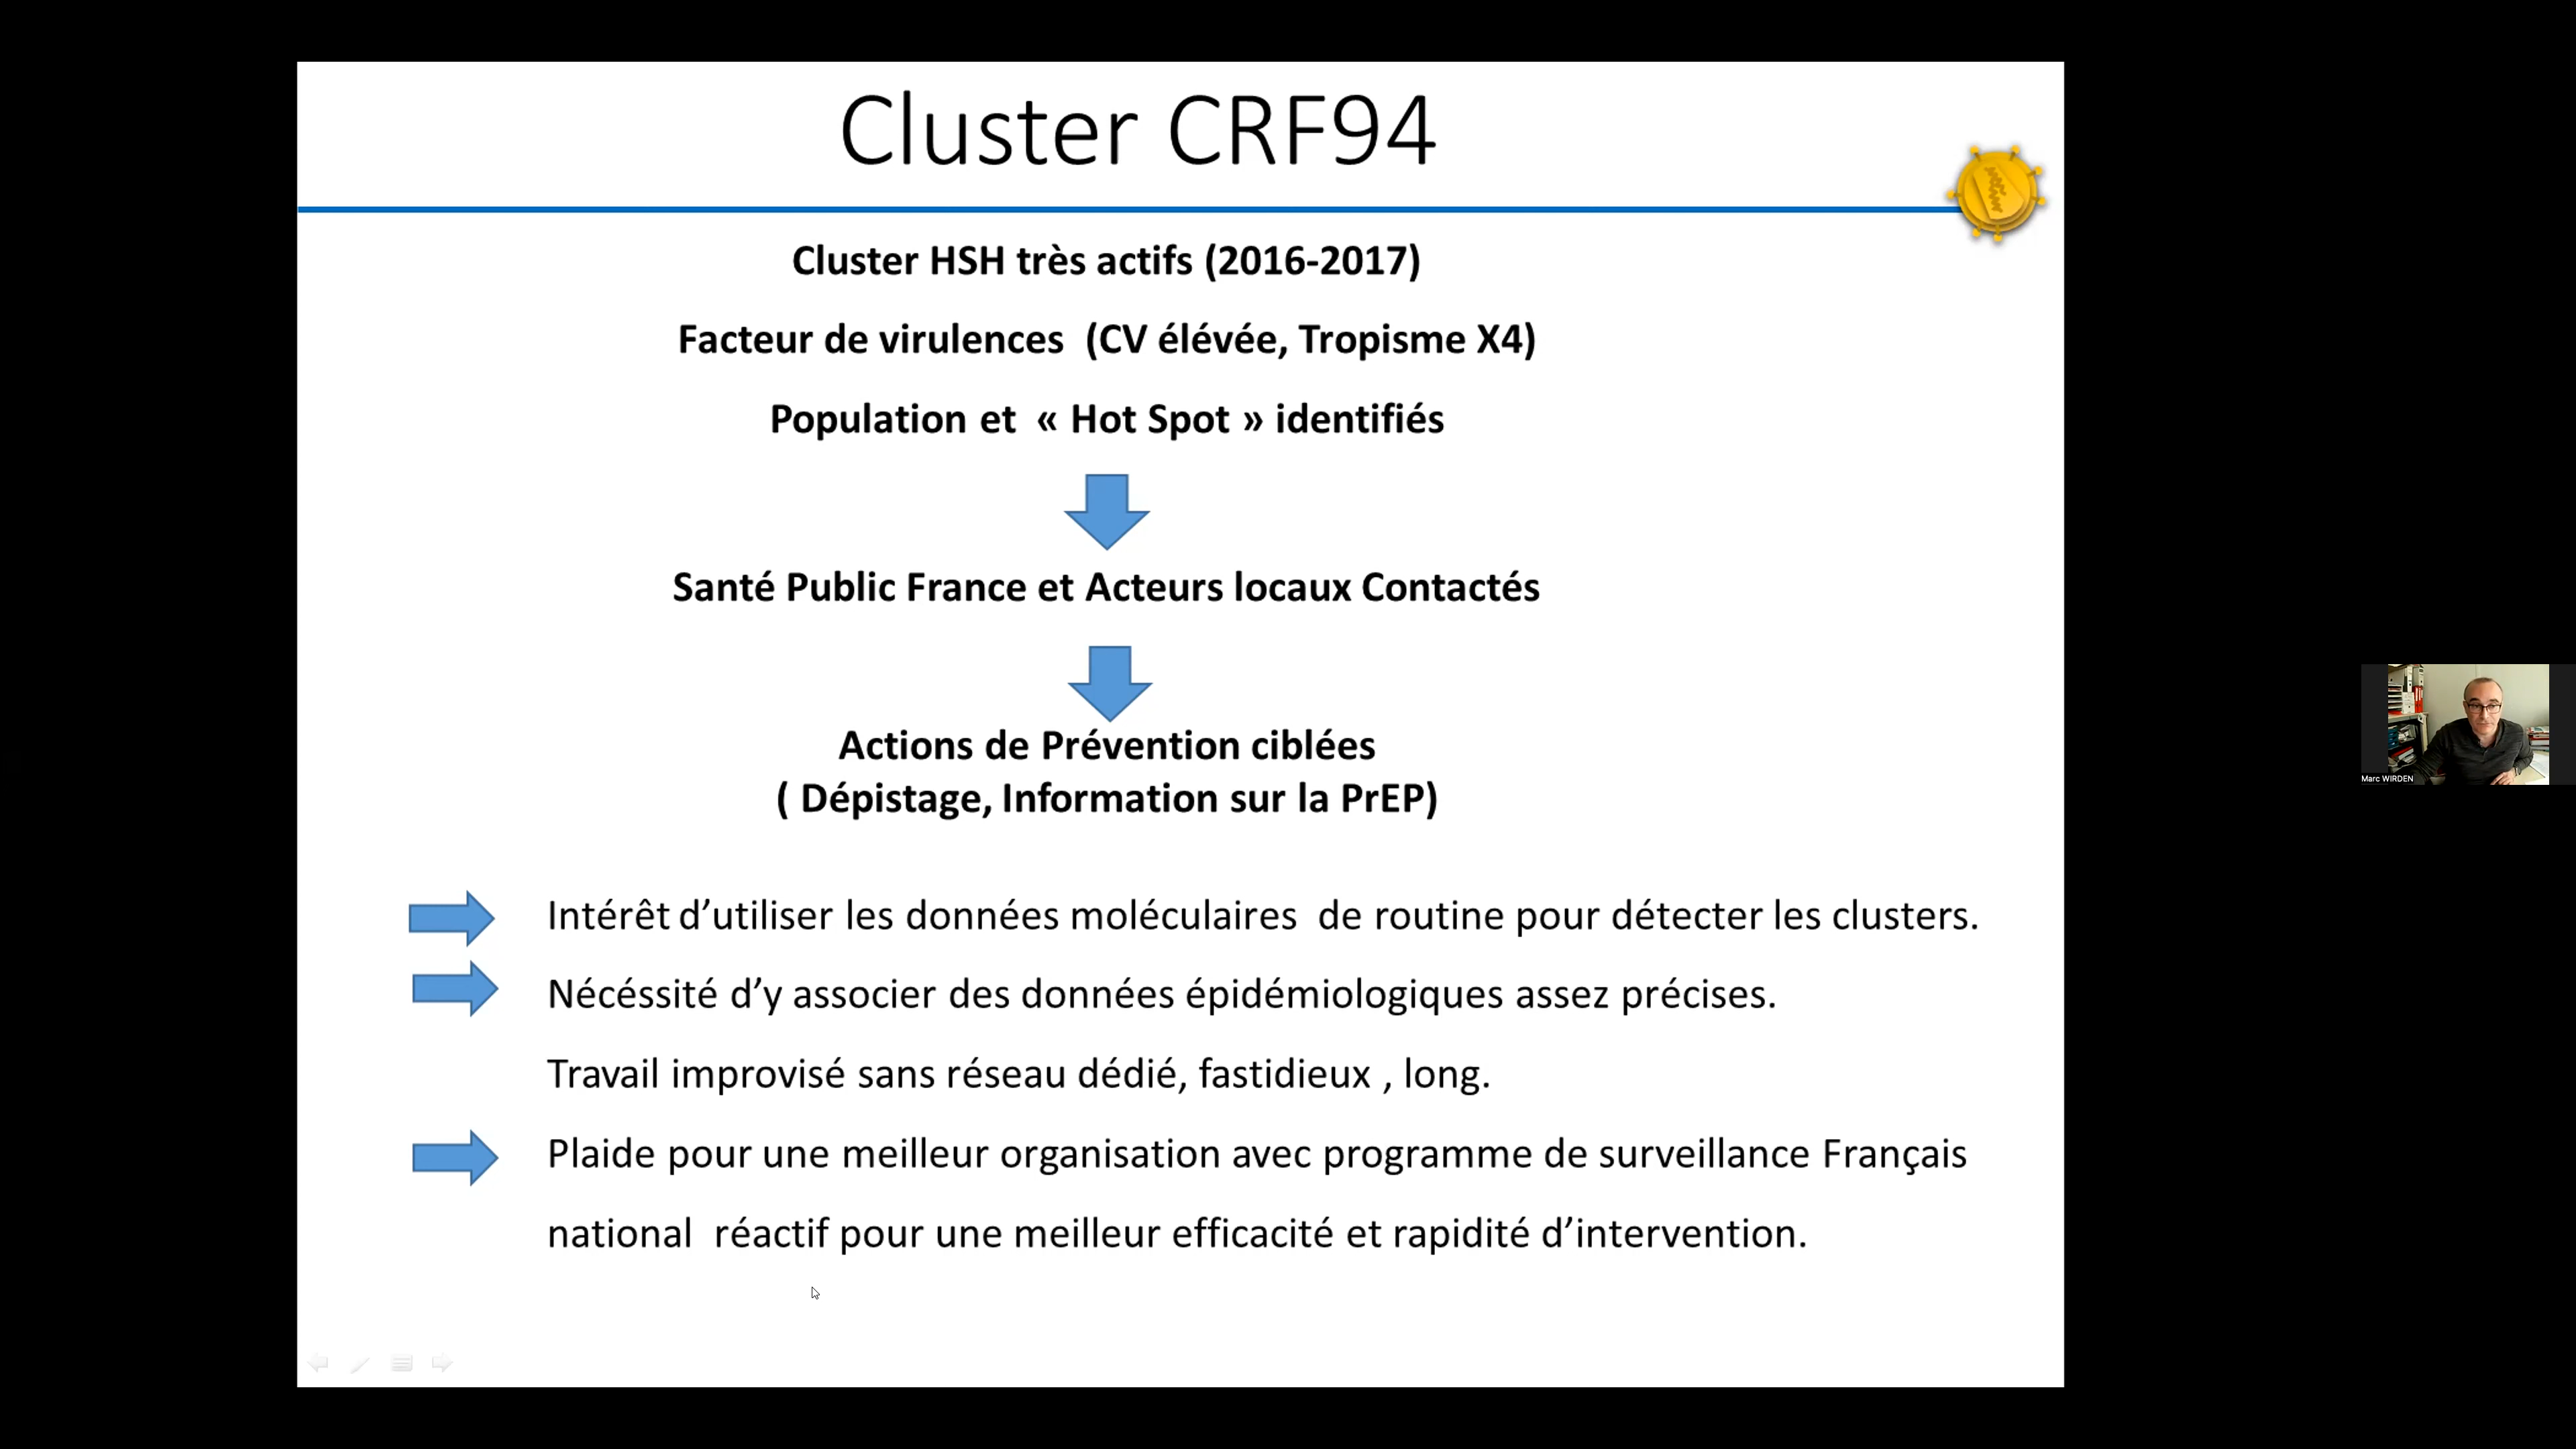 Cluster CRF94
Cluster HSH très actifs (2016-2017)
Facteur de virulences  (CV élévée, Tropisme X4)
Population et  « Hot Spot » identifiés
Santé Public France et Acteurs locaux Contactés
Actions de Prévention ciblées
( Dépistage, Information sur la PrEP)
Intérêt d’utiliser les données moléculaires  de routine pour détecter les clusters.
Nécéssité d’y associer des données épidémiologiques assez précises.
Travail improvisé sans réseau dédié, fastidieux , long.
Plaide pour une meilleur organisation avec programme de surveillance Français
national  réactif pour une meilleur efficacité et rapidité d’intervention.
Marc WIRDEN